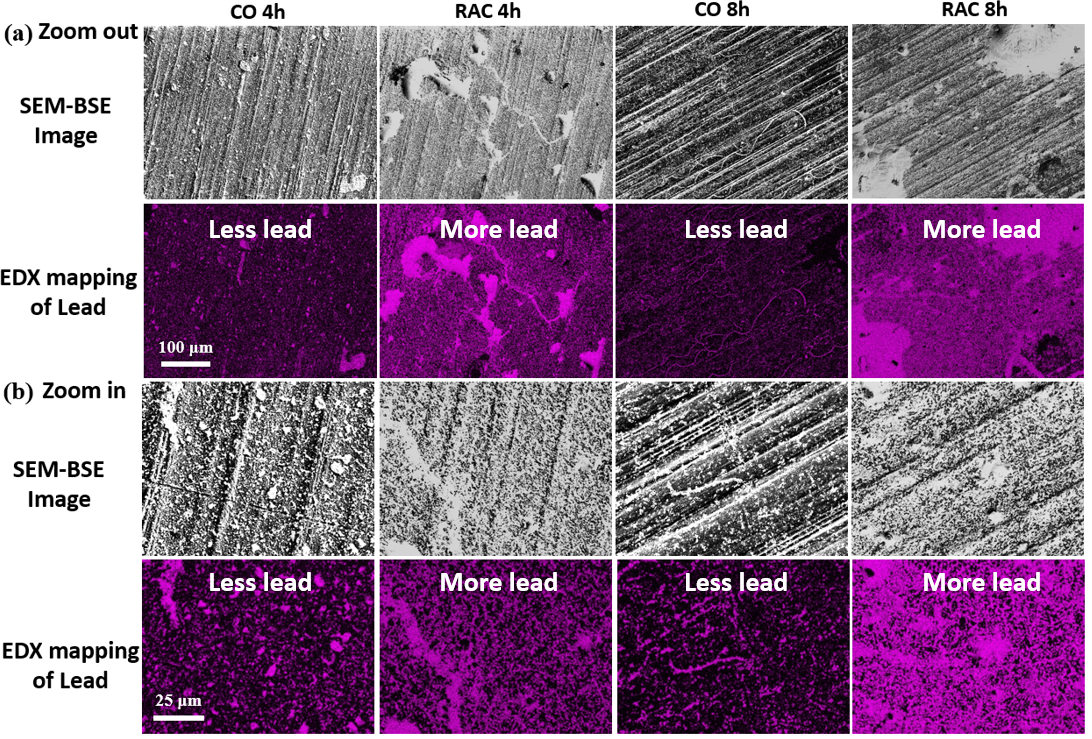 CO 4h RAC 4h CO 8h RAC 8h
(a) Zoom out
SEM-BSE
Image
Less lead More lead Less lead More lead
EDX mapping
of Lead
100 μm
(b) Zoom in
SEM-BSE
Image
Less lead More lead Less lead More lead
EDX mapping
of Lead
25 μm